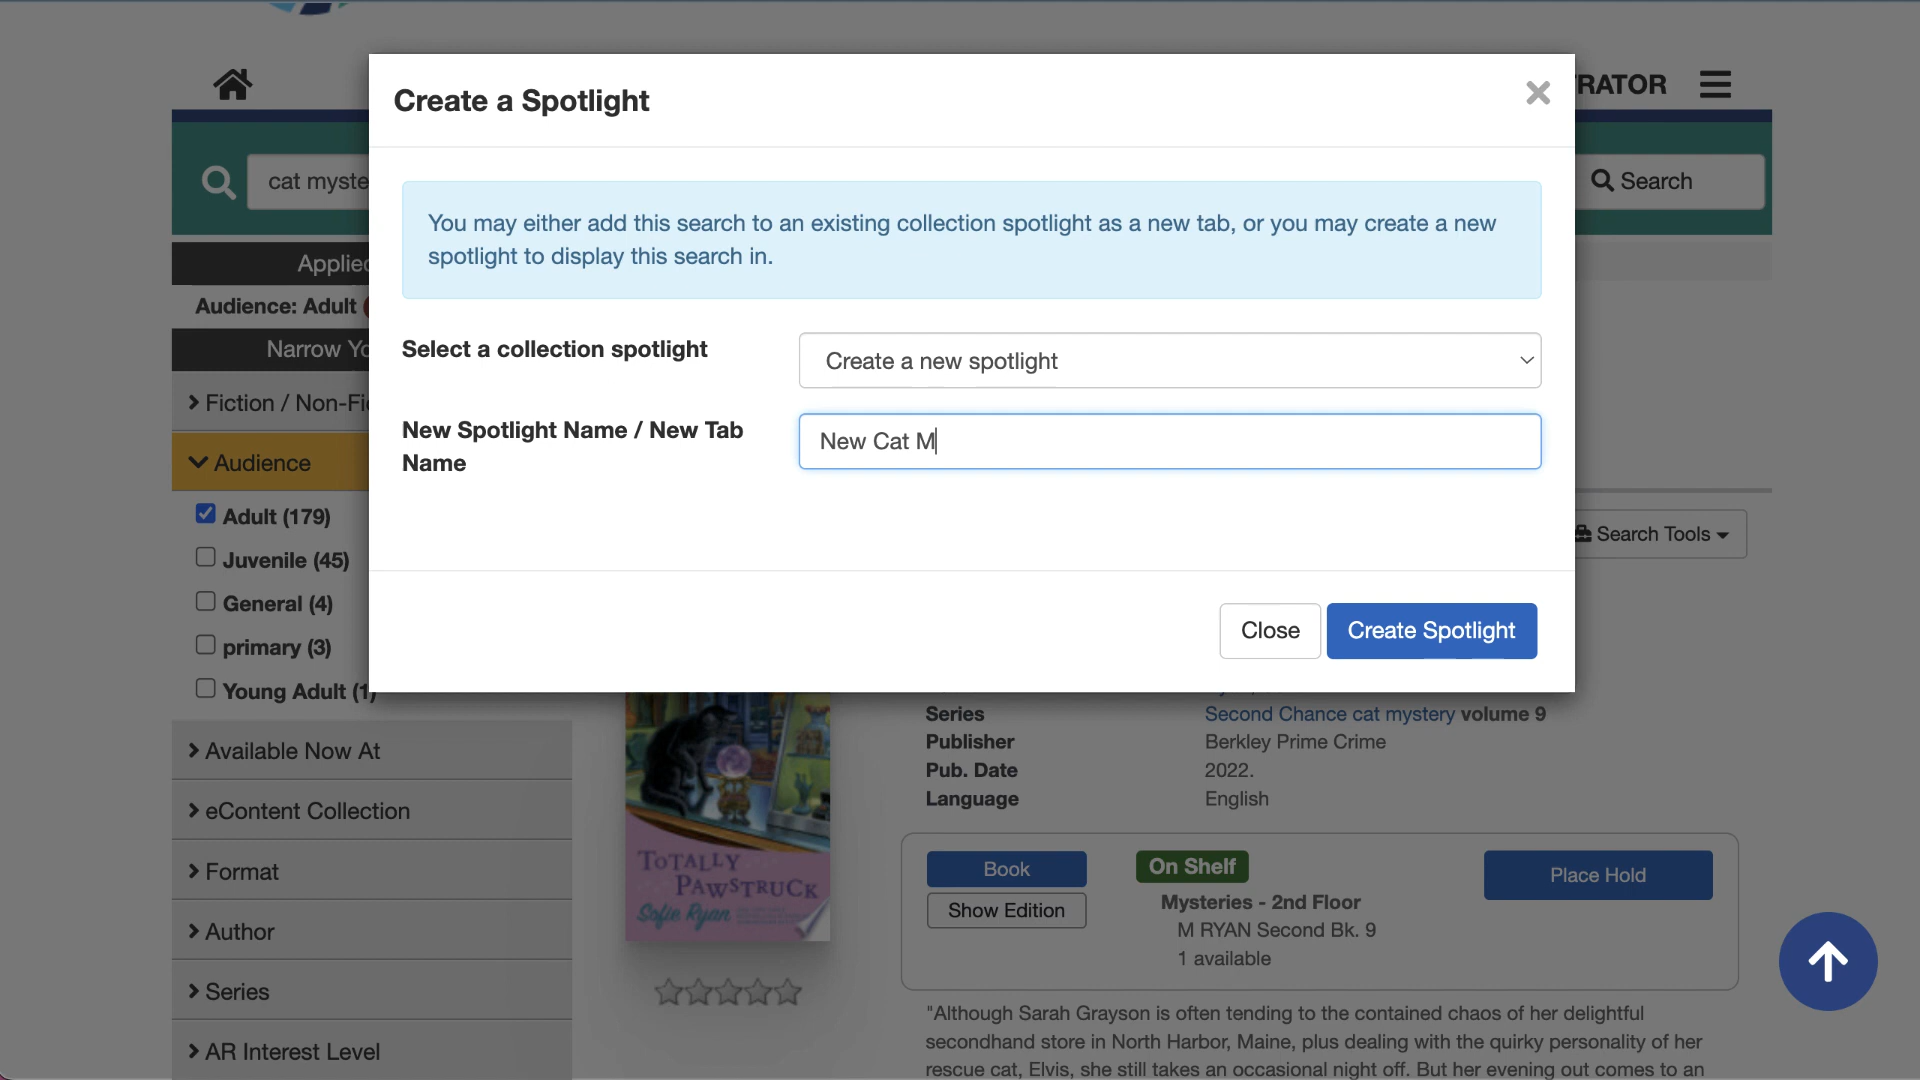 TRATOR
Create a Spotlight
cat myste
Search
You may either add this search to an existing collection spotlight as a new tab, or you may create a new
spotlight to display this search in.
Applied
Audience: Adult
Narrow Yo
Select a collection spotlight
Create a new spotlight
Fiction / Non-Fi
New Spotlight Name / New Tab
Name
New Cat M
Audience
Adult (179)
Juvenile (45)
General (4)
primary (3)
Young Adult (1)
Search Tools
Close
Create Spotlight
Available Now At
eContent Collection
Format
Author
Series
AR Interest Level
TOTALLY
PAWSTRUCK
Sofie Ryan
Series
Second Chance cat mystery volume 9
Publisher
Berkley Prime Crime
Pub. Date
2022.
Language
English
Book
Show Edition
On Shelf
Mysteries - 2nd Floor
M RYAN Second Bk. 9
1 available
Place Hold
"Although Sarah Grayson is often tending to the contained chaos of her delightful
secondhand store in North Harbor, Maine, plus dealing with the quirky personality of her
rescue cat, Elvis, she still takes an occasional night off. But her evening out comes to an